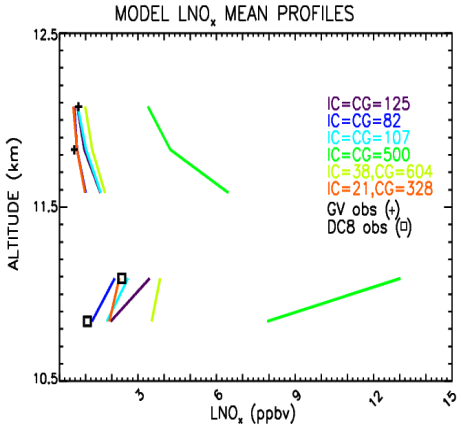 MODEL LNOx MEAN PROFILES
12.5
11.5
10.5
ALTITUDE (km)
IC=CG=125
IC=CG=82
IC=CG=107
IC=CG=500
IC=38,CG=604
IC=21,CG=328
GV obs (+)
DC8 obs (□)
3
6
9
12
15
LNOx (ppbv)